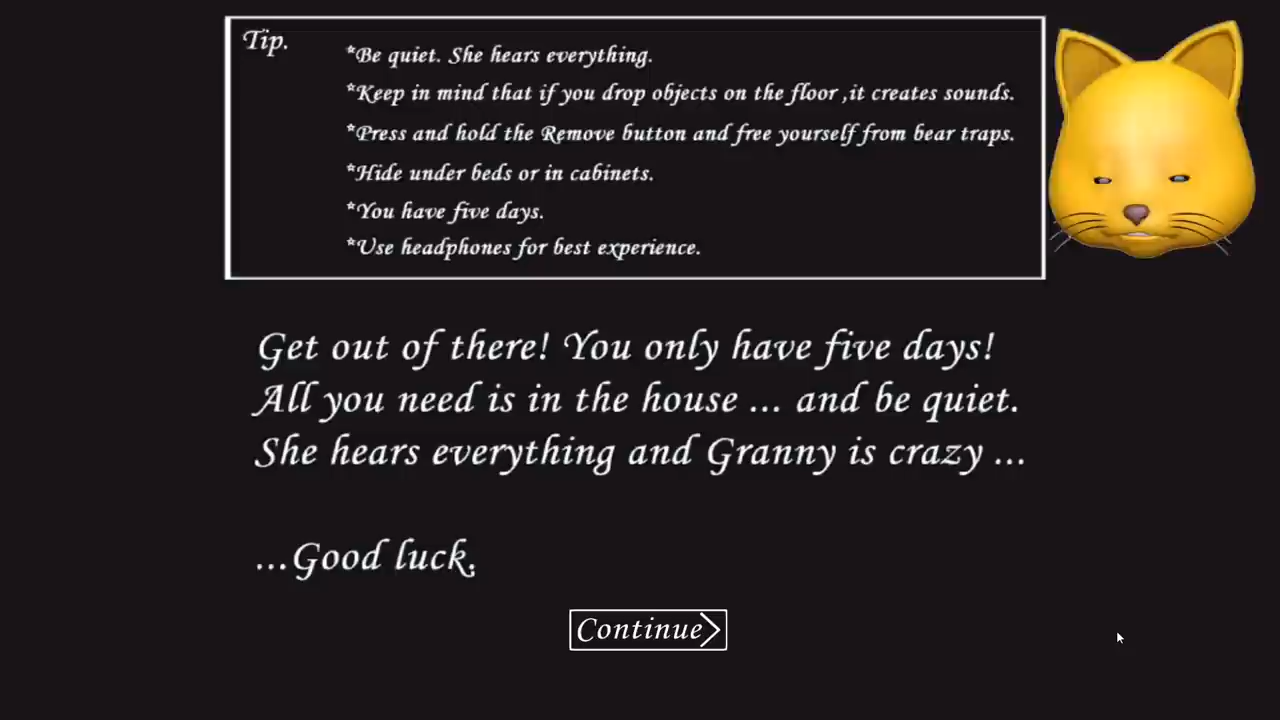 Tip.
*Be quiet. She hears everything.
*Keep in mind that if you drop objects on the floor ,it creates sounds.
*Press and hold the Remove button and free yourself from bear traps.
*Hide under beds or in cabinets.
*You have five days.
*Use headphones for best experience.
Get out of there! You only have five days!
All you need is in the house ... and be quiet.
She hears everything and Granny is crazy ...
...Good luck.
Continue